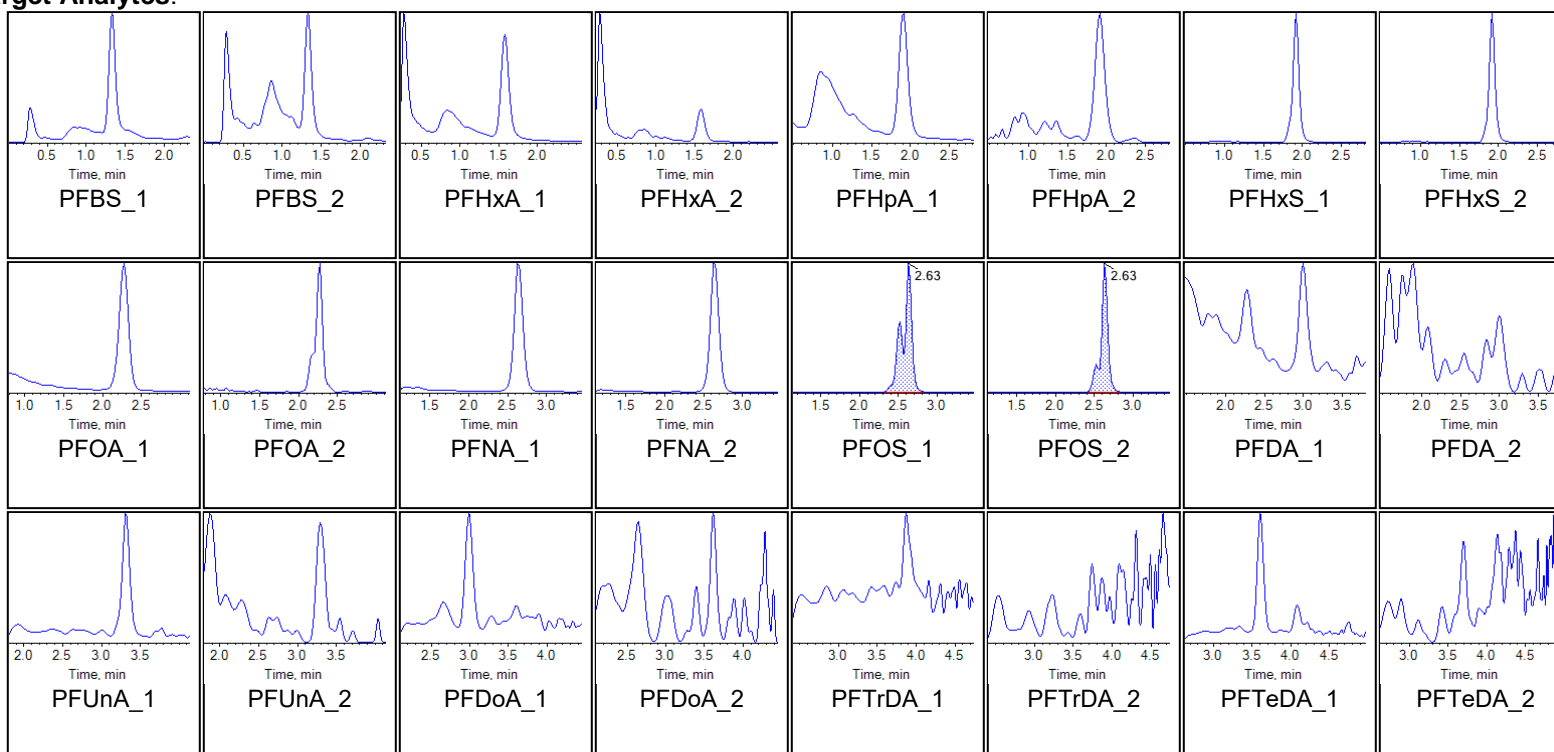 rget Analytes:
0.5 1.0 1.5 2.0 0.5 1.0 1.5 2.0 0.5 1.0 1.5 2.0 0.5 1.0 1.5 2.0 1.0 1.5 2.0 2.5 1.0 1.5 2.0 2.5 1.0 1.5 2.0 2.5 1.0 1.5 2.0 2.5
Time, min Time, min Time, min Time, min Time, min Time, min Time, min Time, min
PFBS_1 PFBS_2 PFHxA_1 PFHxA_2 PFHpA_1 PFHpA_2 PFHxS_1 PFHxS_2
2.63 2.63
1.0 1.5 2.0 2.5 1.0 1.5 2.0 2.5 1.5 2.0 2.5 3.0 1.5 2.0 2.5 3.0 1.5 2.0 2.5 3.0 1.5 2.0 2.5 3.0 2.0 2.5 3.0 3.5 2.0 2.5 3.0 3.5
Time, min Time, min Time, min Time, min Time, min Time, min Time, min Time, min
PFOA_1 PFOA_2 PFNA_1 PFNA_2 PFOS_1 PFOS_2 PFDA_1 PFDA_2
2.0 2.5 3.0 3.5 4.0 2.0 2.5 3.0 3.5 4.0 2.5 3.0 3.5 4.0 2.5 3.0 3.5 4.0 3.0 3.5 4.0 4.5 3.0 3.5 4.0 4.5 3.0 3.5 4.0 4.5 3.0 3.5 4.0 4.5
Time, min Time, min Time, min Time, min Time, min Time, min Time, min Time, min
PFUnA_1 PFUnA_2 PFDoA_1 PFDoA_2 PFTrDA_1 PFTrDA_2 PFTeDA_1 PFTeDA_2